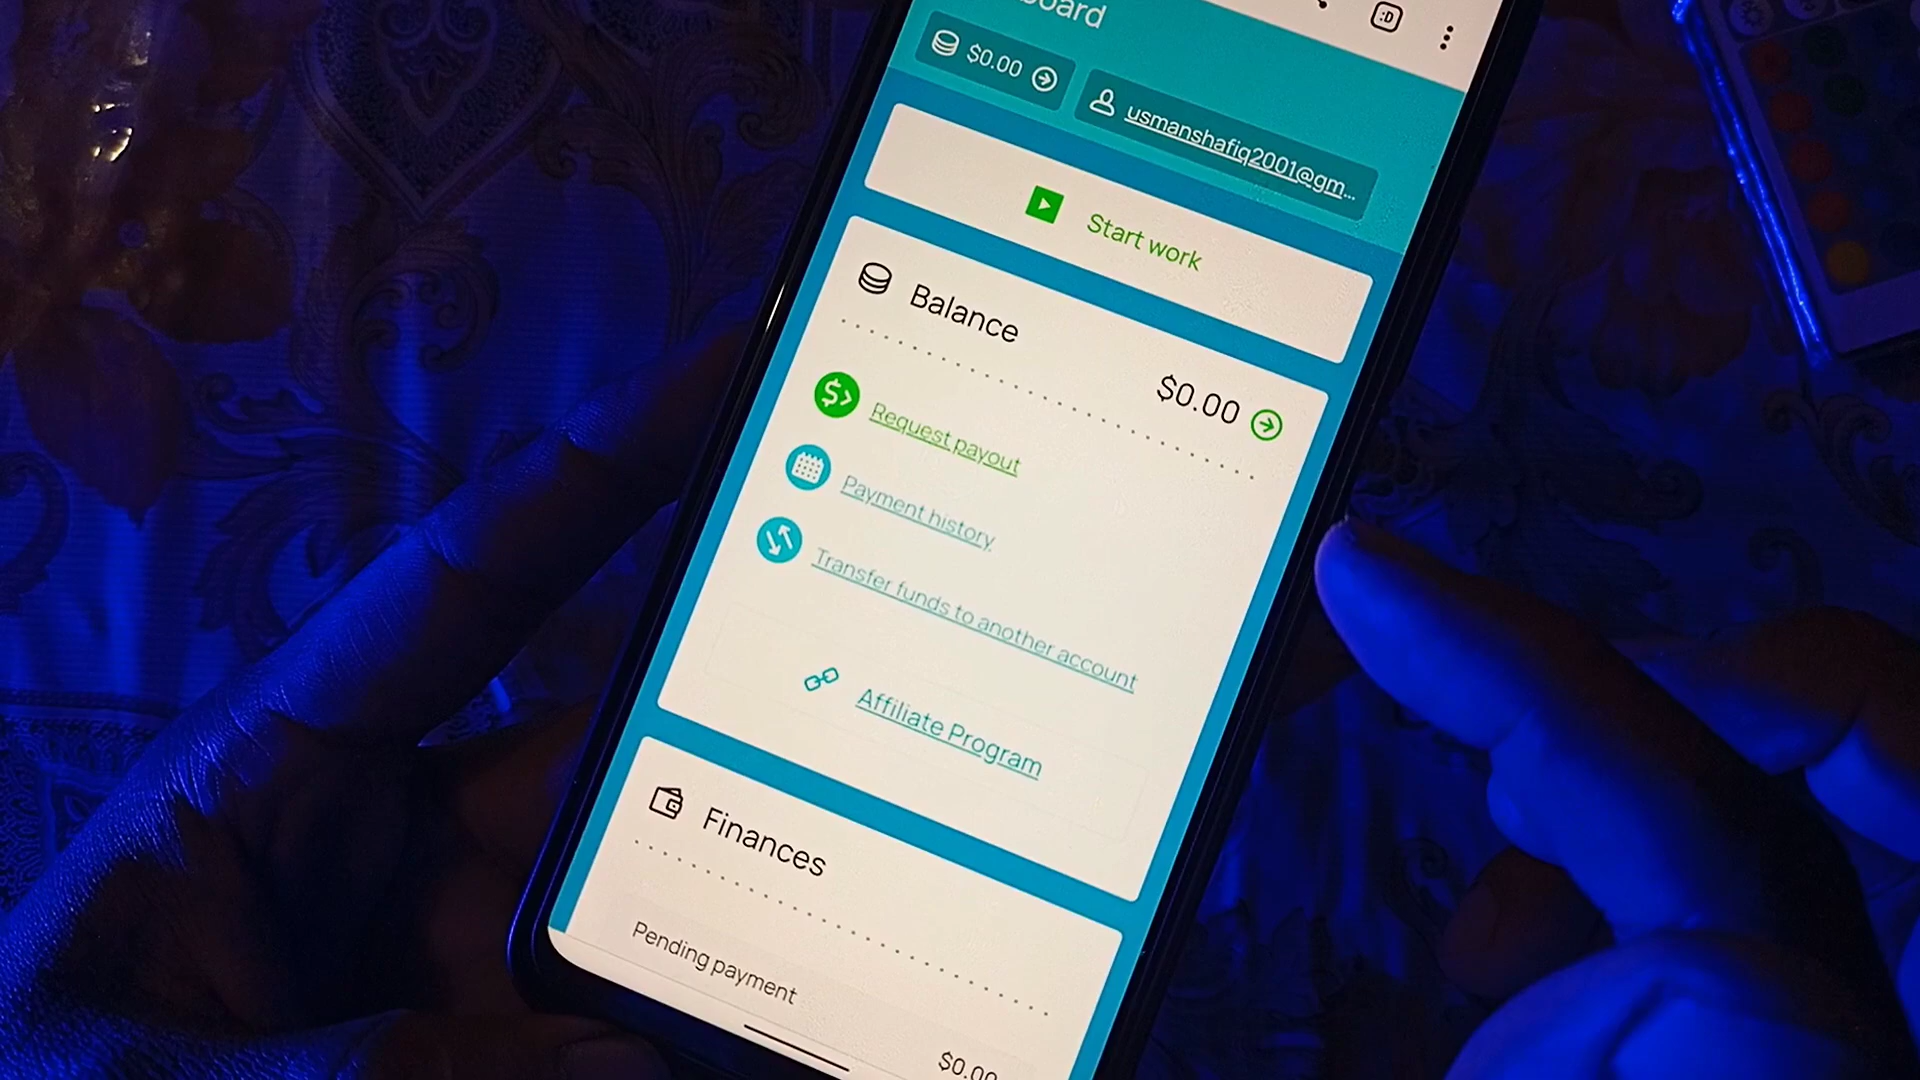 board
:D
$0.00
usmanshafiq2001@gm...
Start work
Balance
$0.00
Request payout
Payment history
Transfer funds to another account
Affiliate Program
Finances
Pending payment
$0.00